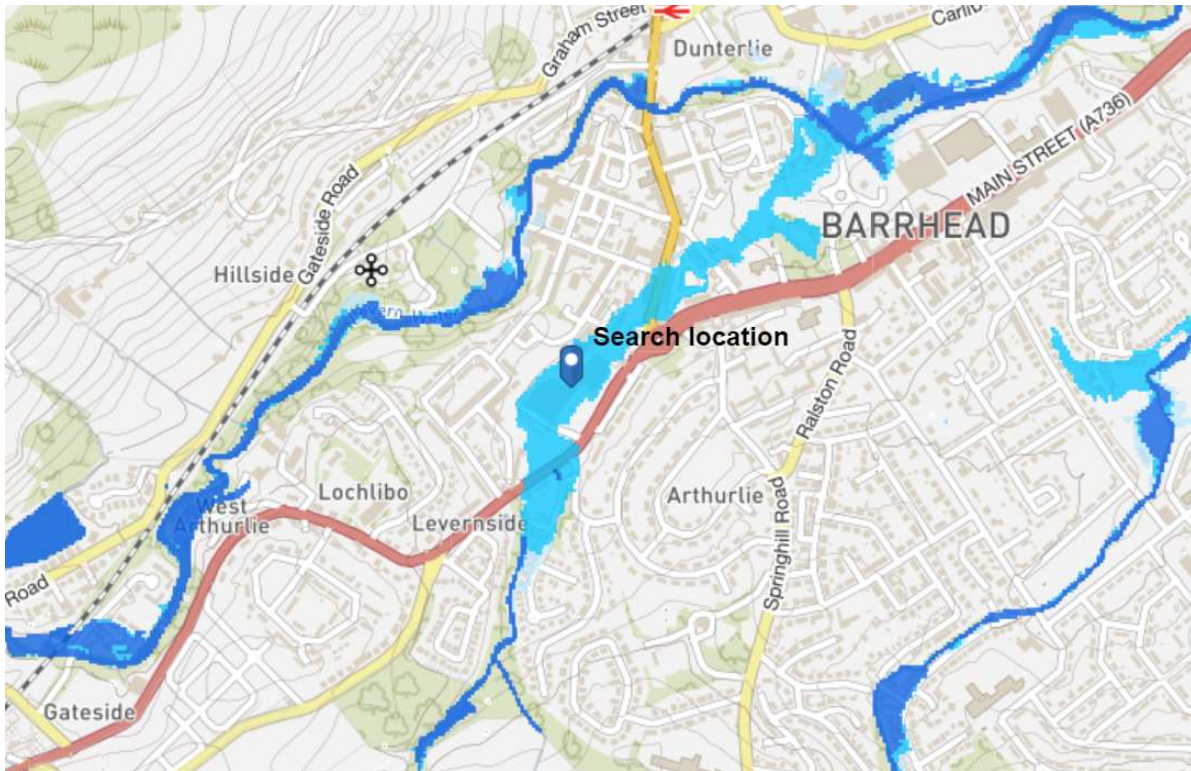 Graham Street
Dunterlie
Carlib
MAIN STREET (A736)
BARRHEAD
Gateside Road
Hillside
Water
Search location
Ralston Road
Lochlibo
West
Arthurlie
Levernside
Arthurlie
Springhill Road
Road
Gateside